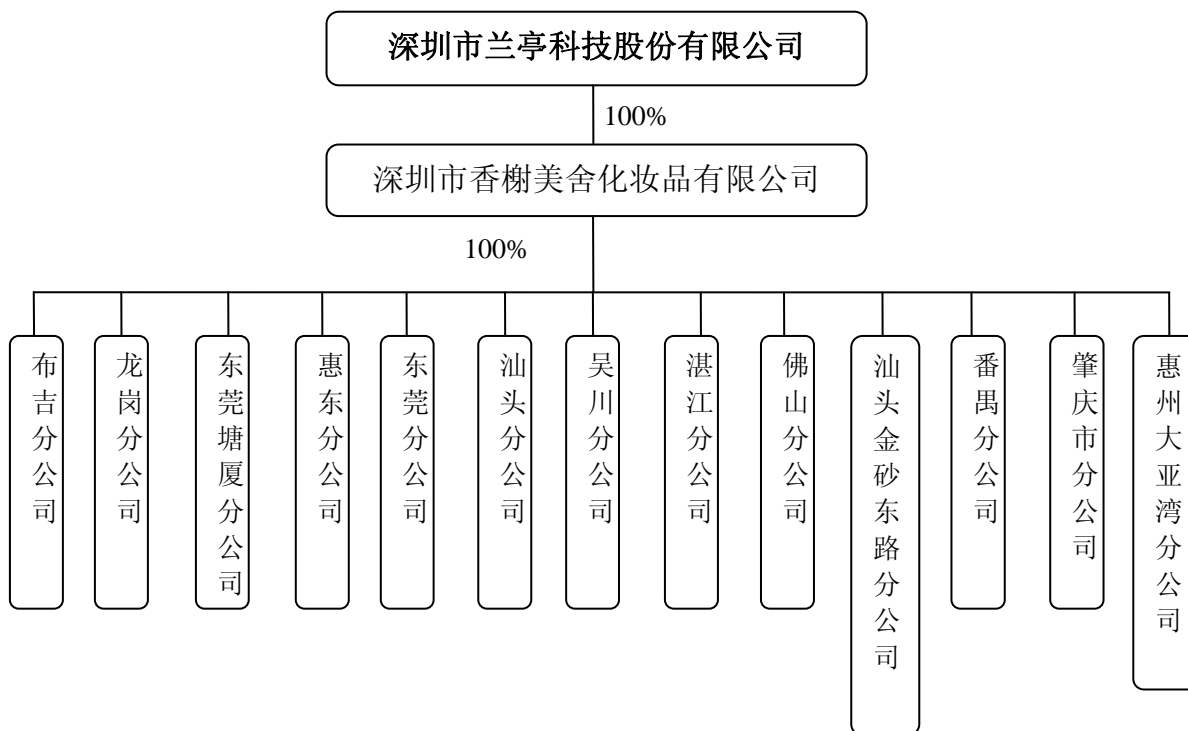 深圳市兰亭科技股份有限公司
100%
深圳市香榭美舍化妆品有限公司
100%
布吉分公司
龙岗分公司
东莞塘厦分公司
惠东分公司
东莞分公司
汕头分公司
吴川分公司
湛江分公司
佛山分公司
汕头金砂东路分公司
番禺分公司
肇庆市分公司
惠州大亚湾分公司